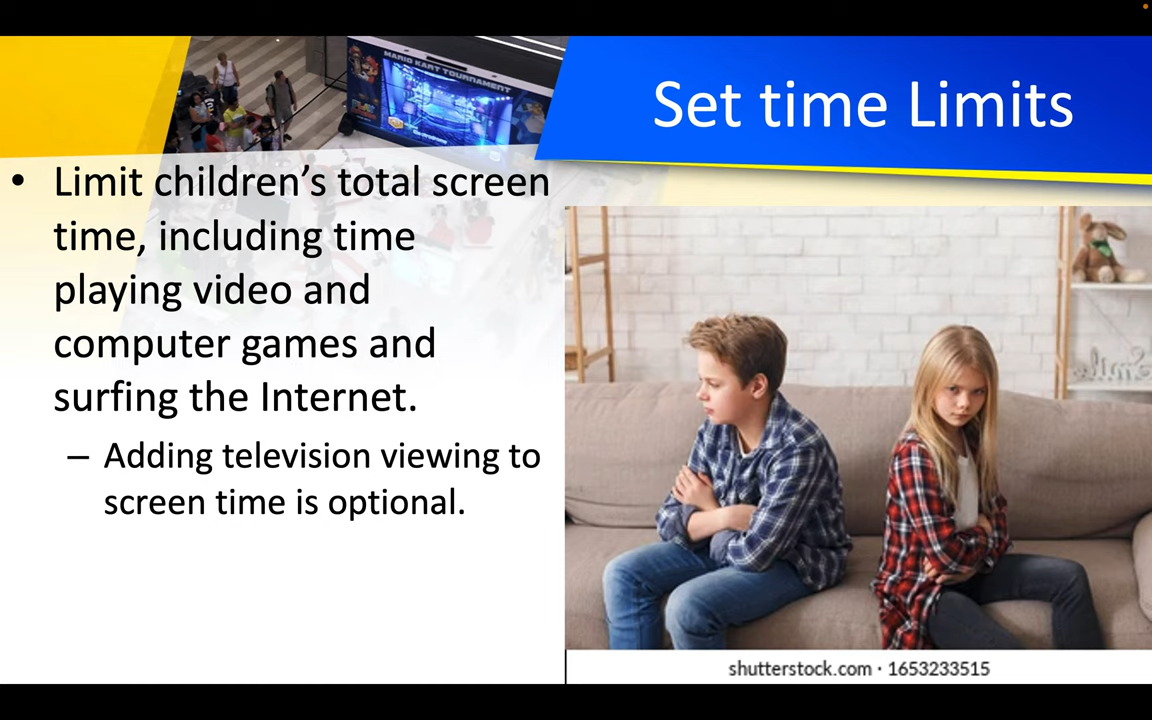 MARIO KART TOURNAMENT
Set time Limits
• Limit children’s total screen
time, including time
playing video and
computer games and
surfing the Internet.
– Adding television viewing to
screen time is optional.
shutterstock.com · 1653233515